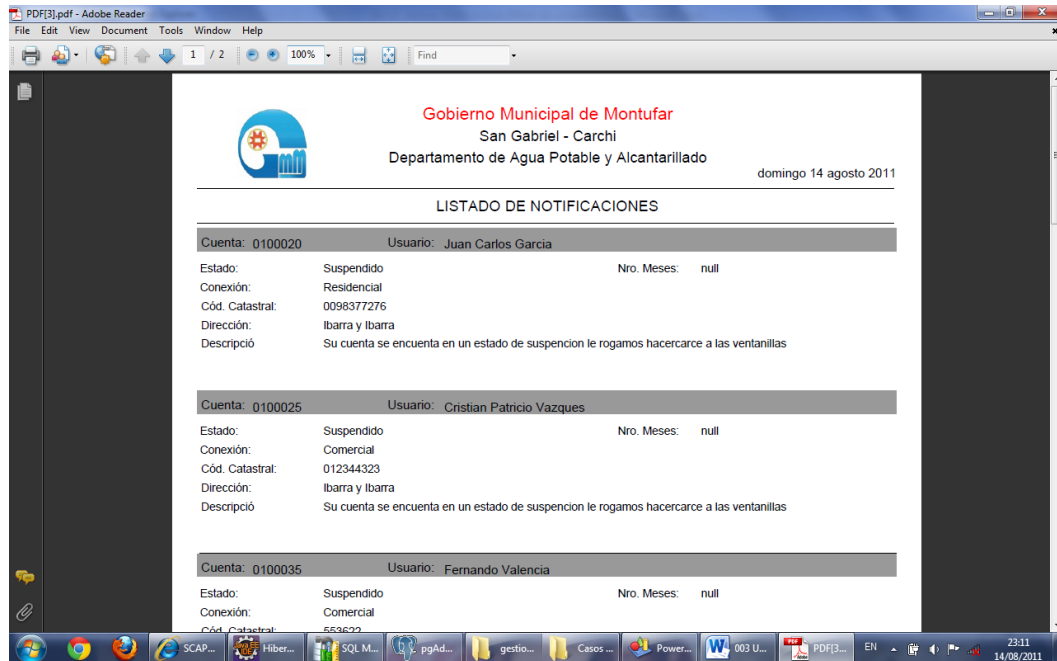 PDF[3].pdf - Adobe Reader
File Edit View Document Tools Window Help
1 / 2 100% Find
Gmm
Gobierno Municipal de Montufar
San Gabriel - Carchi
Departamento de Agua Potable y Alcantarillado
domingo 14 agosto 2011
LISTADO DE NOTIFICACIONES
Cuenta: 0100020 Usuario: Juan Carlos Garcia
Estado: Suspendido Nro. Meses: null
Conexión: Residencial
Cód. Catastral: 0098377276
Dirección: Ibarra y Ibarra
Descripció Su cuenta se encuenta en un estado de suspencion le rogamos hacercarce a las ventanillas
Cuenta: 0100025 Usuario: Cristian Patricio Vazques
Estado: Suspendido Nro. Meses: null
Conexión: Comercial
Cód. Catastral: 012344323
Dirección: Ibarra y Ibarra
Descripció Su cuenta se encuenta en un estado de suspencion le rogamos hacercarce a las ventanillas
Cuenta: 0100035 Usuario: Fernando Valencia
Estado: Suspendido Nro. Meses: null
Conexión: Comercial
Cód. Catastral: 553622
SCAP... Hiber... SQL M... pgAd... gestio... Casos ... Power... 003 U... PDF[3... EN 23:11
14/08/2011